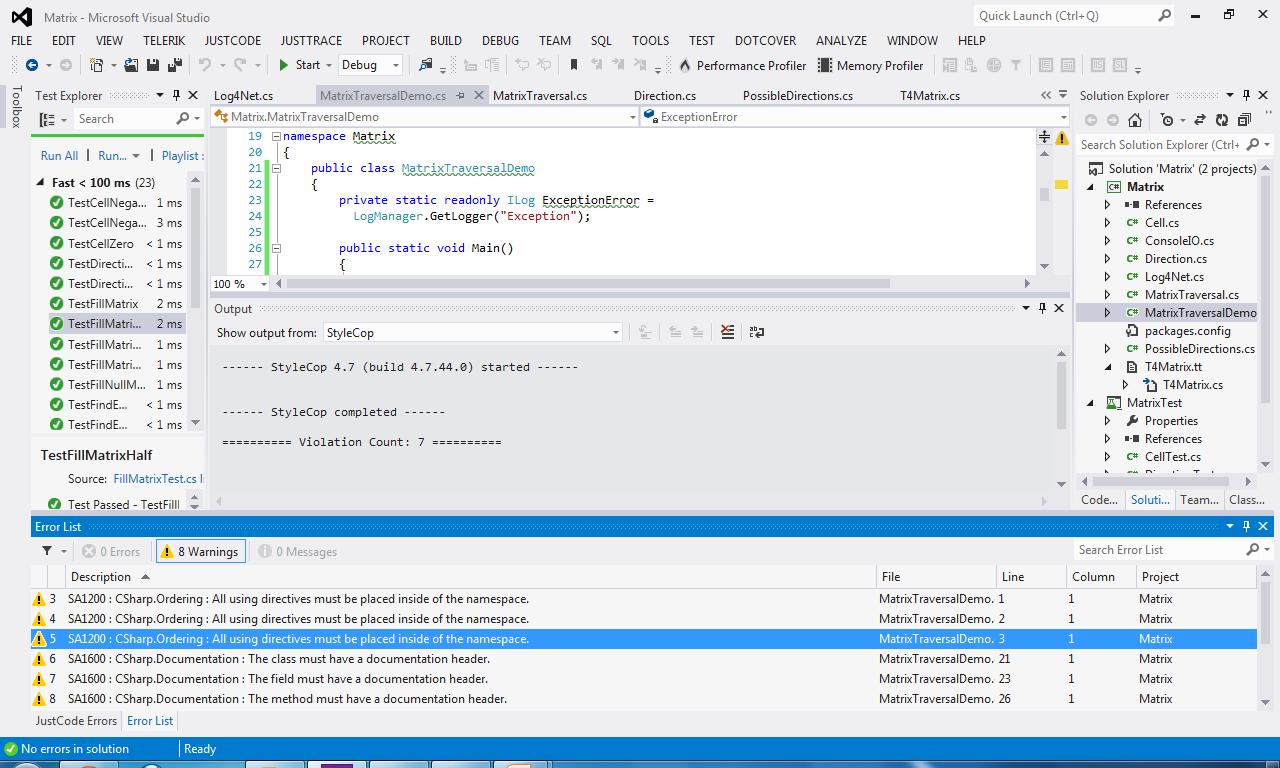 Matrix - Microsoft Visual Studio
Quick Launch (Ctrl+Q)
FILE EDIT VIEW TELERIK JUSTCODE JUSTTRACE PROJECT BUILD DEBUG TEAM SQL TOOLS TEST DOTCOVER ANALYZE WINDOW HELP
Start Debug Performance Profiler Memory Profiler
Toolbox
Test Explorer
Search
Run All | Run... | Playlist :
Fast < 100 ms (23)
TestCellNega... 1 ms
TestCellNega... 3 ms
TestCellZero < 1 ms
TestDirecti... < 1 ms
TestDirecti... < 1 ms
TestFillMatrix 2 ms
TestFillMatri... 2 ms
TestFillMatri... 1 ms
TestFillMatri... 1 ms
TestFillNullM... 1 ms
TestFindE... < 1 ms
TestFindE... < 1 ms
TestFillMatrixHalf
Source: FillMatrixTest.cs li
Test Passed - TestFill
Log4Net.cs MatrixTraversalDemo.cs MatrixTraversal.cs Direction.cs PossibleDirections.cs T4Matrix.cs
Matrix.MatrixTraversalDemo ExceptionError
19 namespace Matrix
20 {
21 public class MatrixTraversalDemo
22 {
23 private static readonly ILog ExceptionError =
24 LogManager.GetLogger("Exception");
25
26 public static void Main()
27 {
100 %
Output
Show output from: StyleCop
------ StyleCop 4.7 (build 4.7.44.0) started ------
------ StyleCop completed ------
========== Violation Count: 7 ==========
Solution Explorer
Search Solution Explorer (Ctrl+
Solution 'Matrix' (2 projects)
C# Matrix
References
C# Cell.cs
C# ConsoleIO.cs
C# Direction.cs
C# Log4Net.cs
C# MatrixTraversal.cs
C# MatrixTraversalDemo
packages.config
C# PossibleDirections.cs
T4Matrix.tt
T4Matrix.cs
MatrixTest
Properties
References
C# CellTest.cs
Code... Soluti... Team... Class...
Error List
0 Errors 8 Warnings 0 Messages
Search Error List
Description File Line Column Project
3 SA1200 : CSharp.Ordering : All using directives must be placed inside of the namespace. MatrixTraversalDemo. 1 1 Matrix
4 SA1200 : CSharp.Ordering : All using directives must be placed inside of the namespace. MatrixTraversalDemo. 2 1 Matrix
5 SA1200 : CSharp.Ordering : All using directives must be placed inside of the namespace. MatrixTraversalDemo. 3 1 Matrix
6 SA1600 : CSharp.Documentation : The class must have a documentation header. MatrixTraversalDemo. 21 1 Matrix
7 SA1600 : CSharp.Documentation : The field must have a documentation header. MatrixTraversalDemo. 23 1 Matrix
8 SA1600 : CSharp.Documentation : The method must have a documentation header. MatrixTraversalDemo. 26 1 Matrix
JustCode Errors Error List
No errors in solution Ready